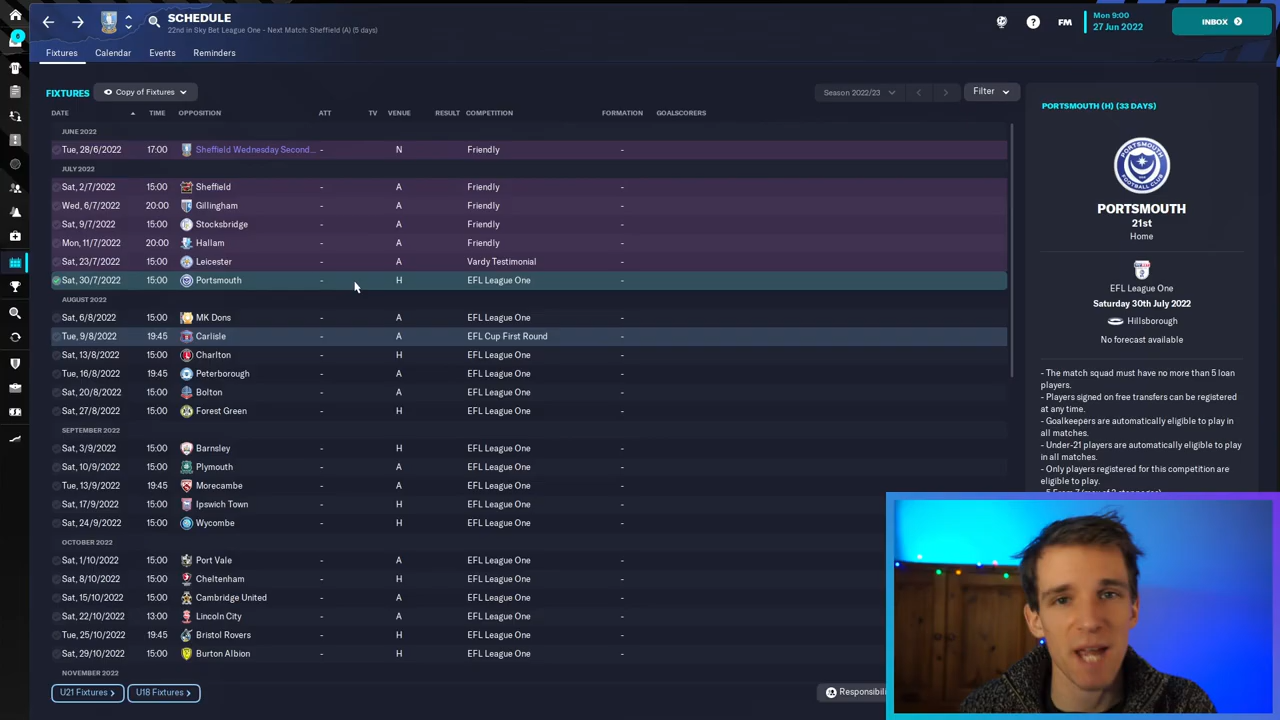 SCHEDULE
22nd in Sky Bet League One - Next Match: Sheffield (A) (5 days)
FM
Mon 9:00
27 Jun 2022
INBOX
6
Fixtures Calendar Events Reminders
FIXTURES Copy of Fixtures Season 2022/23 Filter
DATE TIME OPPOSITION ATT TV VENUE RESULT COMPETITION FORMATION GOALSCORERS
JUNE 2022
Tue, 28/6/2022 17:00 Sheffield Wednesday Second... - N Friendly -
JULY 2022
Sat, 2/7/2022 15:00 Sheffield - A Friendly -
Wed, 6/7/2022 20:00 Gillingham - A Friendly -
Sat, 9/7/2022 15:00 Stocksbridge - A Friendly -
Mon, 11/7/2022 20:00 Hallam - A Friendly -
Sat, 23/7/2022 15:00 Leicester - A Vardy Testimonial -
Sat, 30/7/2022 15:00 Portsmouth - H EFL League One -
AUGUST 2022
Sat, 6/8/2022 15:00 MK Dons - A EFL League One -
Tue, 9/8/2022 19:45 Carlisle - A EFL Cup First Round -
Sat, 13/8/2022 15:00 Charlton - H EFL League One -
Tue, 16/8/2022 19:45 Peterborough - A EFL League One -
Sat, 20/8/2022 15:00 Bolton - A EFL League One -
Sat, 27/8/2022 15:00 Forest Green - H EFL League One -
SEPTEMBER 2022
Sat, 3/9/2022 15:00 Barnsley - H EFL League One -
Sat, 10/9/2022 15:00 Plymouth - A EFL League One -
Tue, 13/9/2022 19:45 Morecambe - A EFL League One -
Sat, 17/9/2022 15:00 Ipswich Town - H EFL League One -
Sat, 24/9/2022 15:00 Wycombe - H EFL League One -
OCTOBER 2022
Sat, 1/10/2022 15:00 Port Vale - A EFL League One -
Sat, 8/10/2022 15:00 Cheltenham - H EFL League One -
Sat, 15/10/2022 15:00 Cambridge United - A EFL League One -
Sat, 22/10/2022 13:00 Lincoln City - A EFL League One -
Tue, 25/10/2022 19:45 Bristol Rovers - H EFL League One -
Sat, 29/10/2022 15:00 Burton Albion - H EFL League One -
NOVEMBER 2022
U21 Fixtures U18 Fixtures
PORTSMOUTH (H) (33 DAYS)
PORTSMOUTH
FOOTBALL CLUB
PORTSMOUTH
21st
Home
EFL League One
Saturday 30th July 2022
Hillsborough
No forecast available
- The match squad must have no more than 5 loan
players.
- Players signed on free transfers can be registered
at any time.
- Goalkeepers are automatically eligible to play in
all matches.
- Under-21 players are automatically eligible to play
in all matches.
- Only players registered for this competition are
eligible to play.